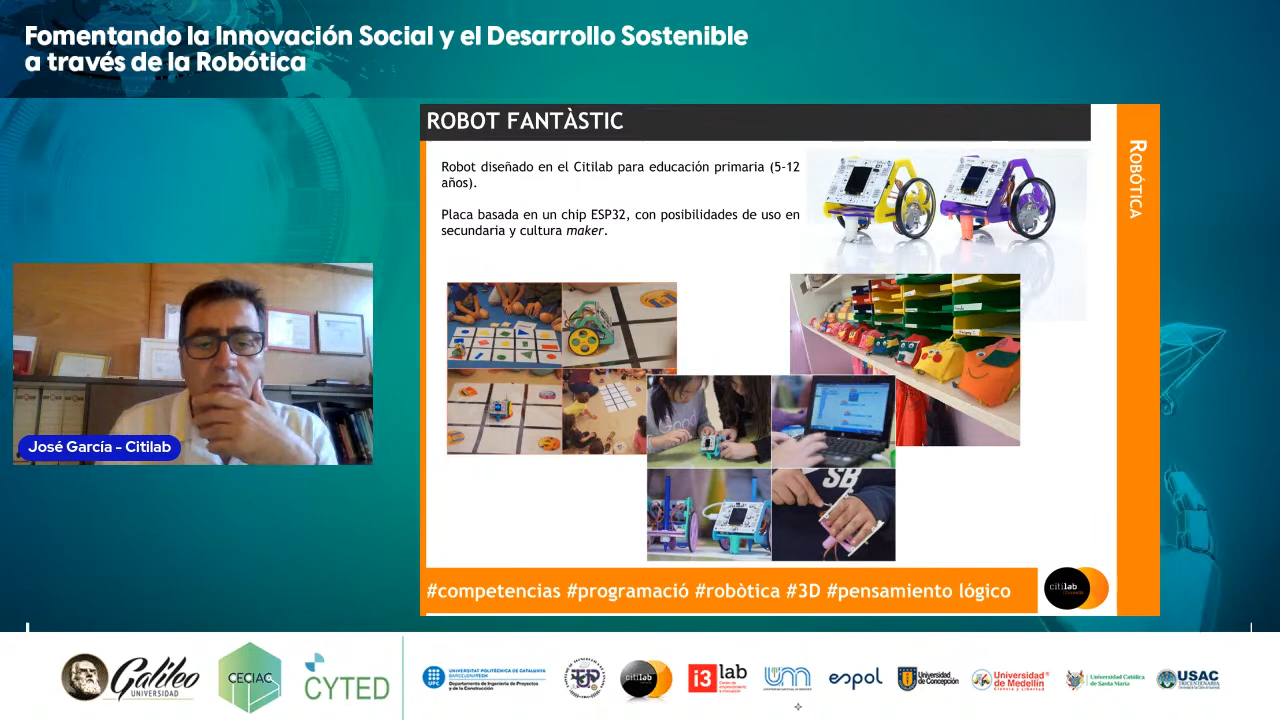 Fomentando la Innovación Social y el Desarrollo Sostenible
a través de la Robótica
ROBOT FANTÀSTIC
ROBÓTICA
Robot diseñado en el Citilab para educación primaria (5-12
años).
Placa basada en un chip ESP32, con posibilidades de uso en
secundaria y cultura maker.
SB
José García - Citilab
#competencias #programació #robòtica #3D #pensamiento lógico
citilab
Galileo
UNIVERSIDAD
CECIAC
CYTED
UPC
UNIVERSITAT POLITÈCNICA DE CATALUNYA
BARCELONATECH
Departamento de Ingeniería de Proyectos
y de la Construcción
UTP
citilab
i3 lab
um
espol
Universidad
de Concepción
Universidad
de Medellín
Ciencia y Libertad
Universidad Católica
de Santa María
USAC
TRICENTENARIA